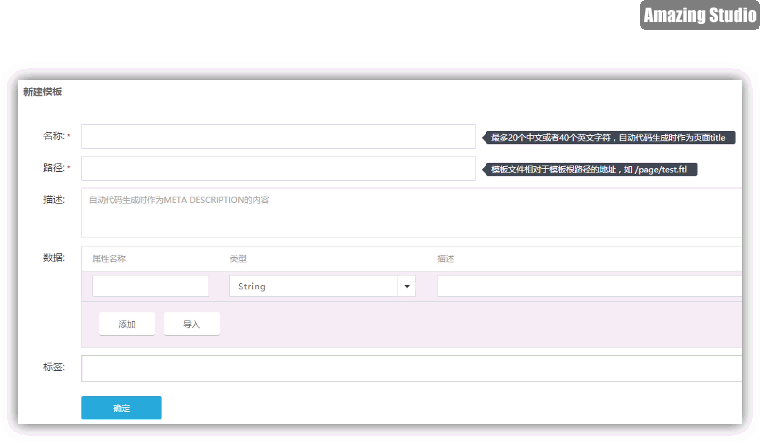 Amazing Studio
新建模板
名称: *
最多20个中文或者40个英文字符，自动代码生成时作为页面title
路径: *
模板文件相对于模板根路径的地址，如 /page/test.ftl
描述:
自动代码生成时作为META DESCRIPTION的内容
数据:
属性名称 类型 描述
String
添加 导入
标签:
确定